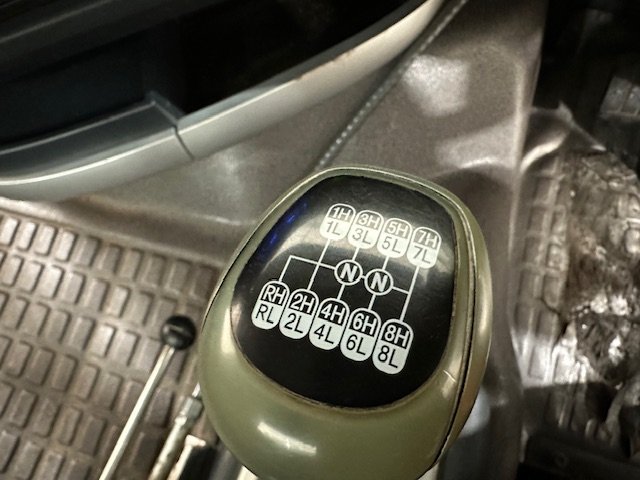 1H 3H 5H 7H
1L 3L 5L 7L
N N
RH 2H 4H 6H 8H
RL 2L 4L 6L 8L